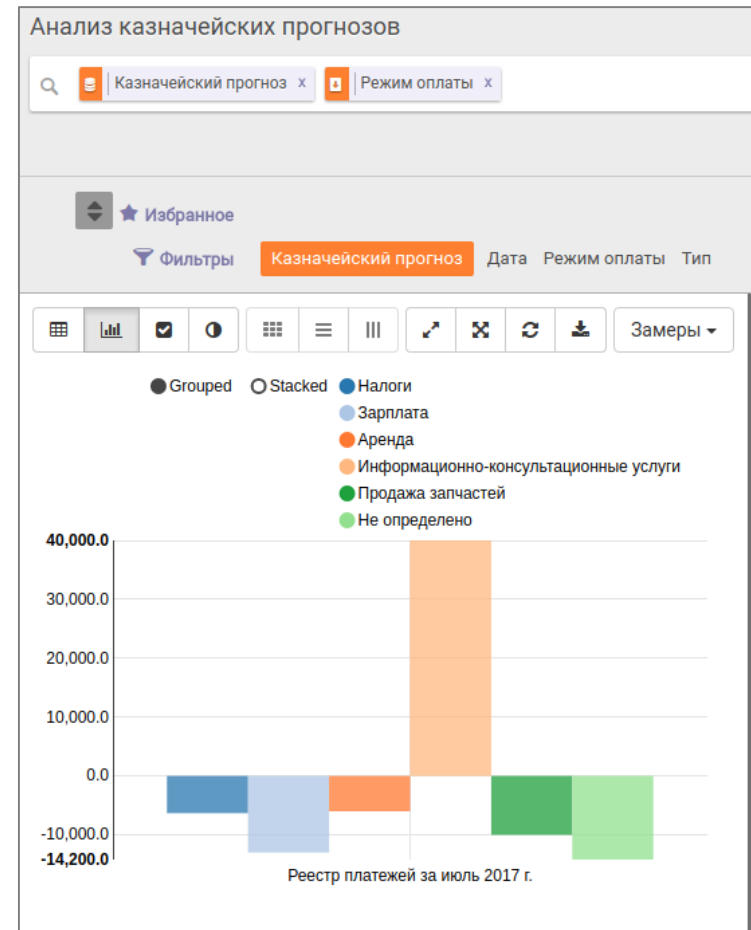 Анализ казначейских прогнозов
Казначейский прогноз x Режим оплаты x
Избранное
Фильтры Казначейский прогноз Дата Режим оплаты Тип
Замеры
Grouped Stacked Налоги
Зарплата
Аренда
Информационно-консультационные услуги
Продажа запчастей
Не определено
40,000.0
30,000.0
20,000.0
10,000.0
0.0
-10,000.0
-14,200.0
Реестр платежей за июль 2017 г.